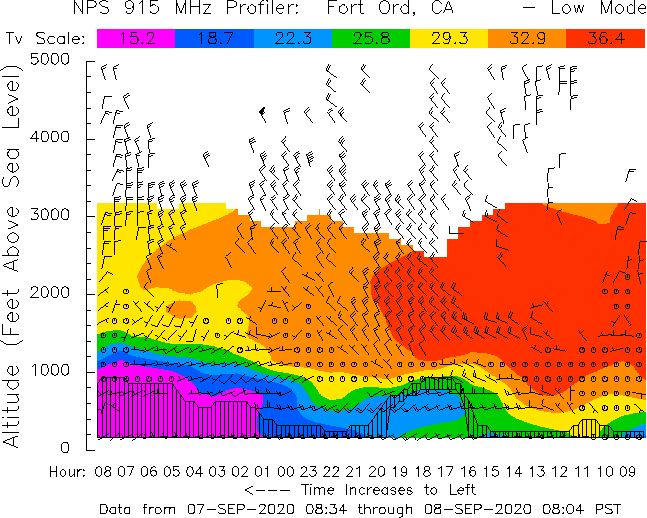 NPS 915 MHz Profiler: Fort Ord, CA — Low Mode
Tv Scale: 15.2 18.7 22.3 25.8 29.3 32.9 36.4
Altitude (Feet Above Sea Level)
5000
4000
3000
2000
1000
0
Hour: 08 07 06 05 04 03 02 01 00 23 22 21 20 19 18 17 16 15 14 13 12 11 10 09
<--- Time Increases to Left
Data from 07-SEP-2020 08:34 through 08-SEP-2020 08:04 PST